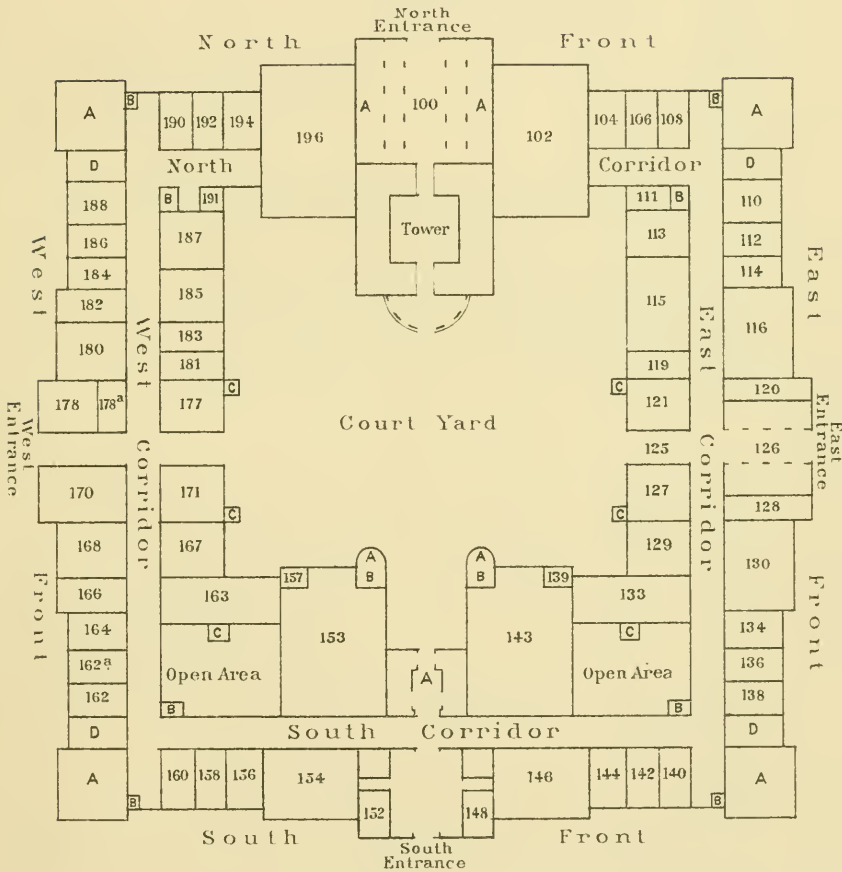 North
Entrance
North Front
A B 190 192 194 196 A 100 A 102 104 106 108 B A
D North Corridor D
188 B 191 Tower 111 B 110
186 187 113 112
184 114
West East
182 185 115 116
180 183
West East
181 119
178 178ª 177 C C 121 120
West
Entrance
Court Yard 125 126
East
Entrance
170 171 127 128
Corridor Corridor
C C
168 167 129 130
Front Front
166 157 A A 139
163 B B 133
164 153 143 134
C C
162ª Open Area A Open Area 136
162 138
B B
D South Corridor D
A 160 158 156 154 146 144 142 140 A
B 152 148 B
South Front
South
Entrance